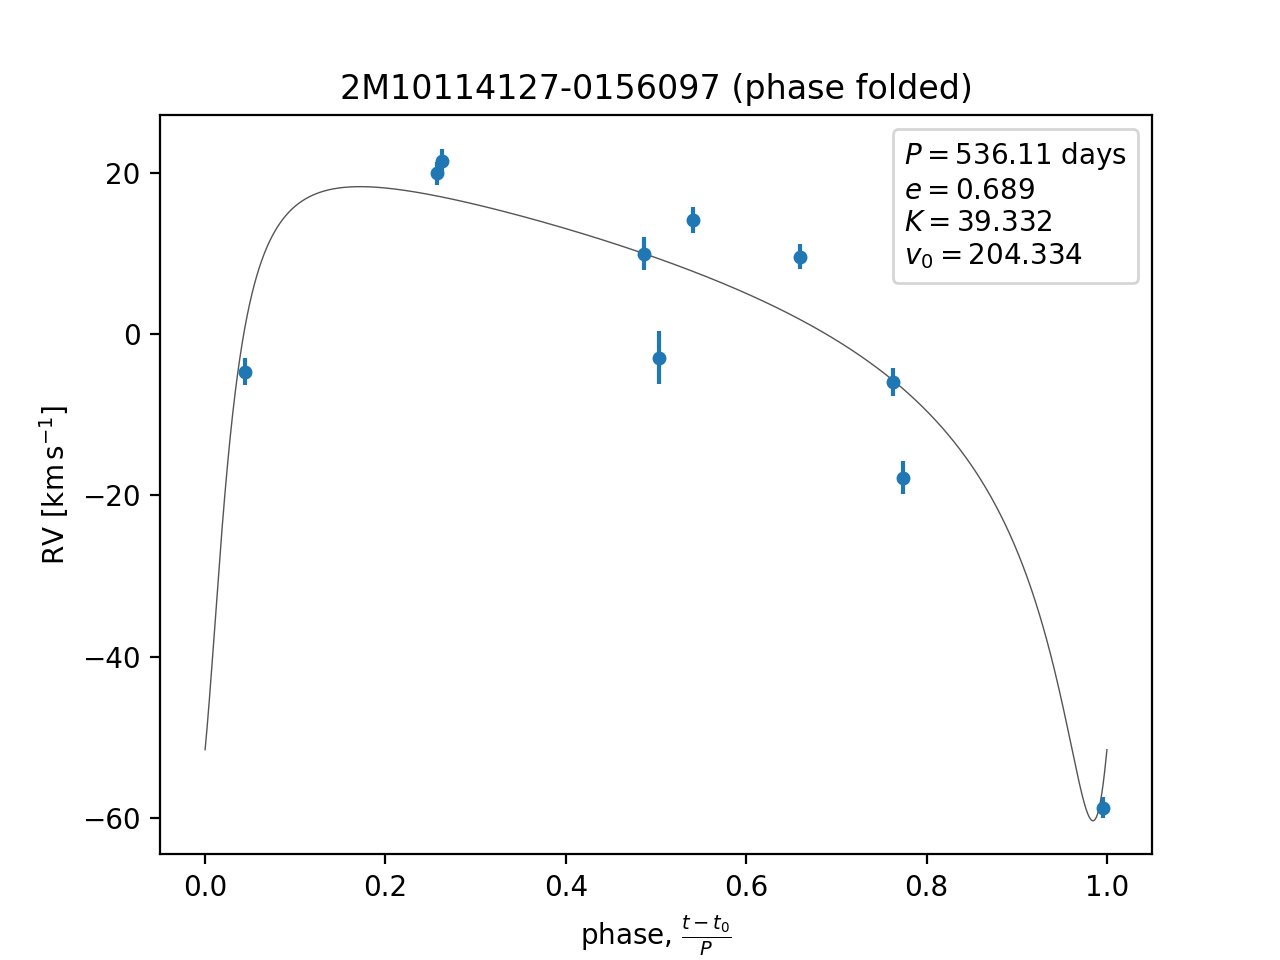 2M10114127-0156097 (phase folded)
P = 536.11 days
e = 0.689
K = 39.332
v₀ = 204.334
RV [km s⁻¹]
20
0
−20
−40
−60
0.0 0.2 0.4 0.6 0.8 1.0
phase, (t − t₀)/P